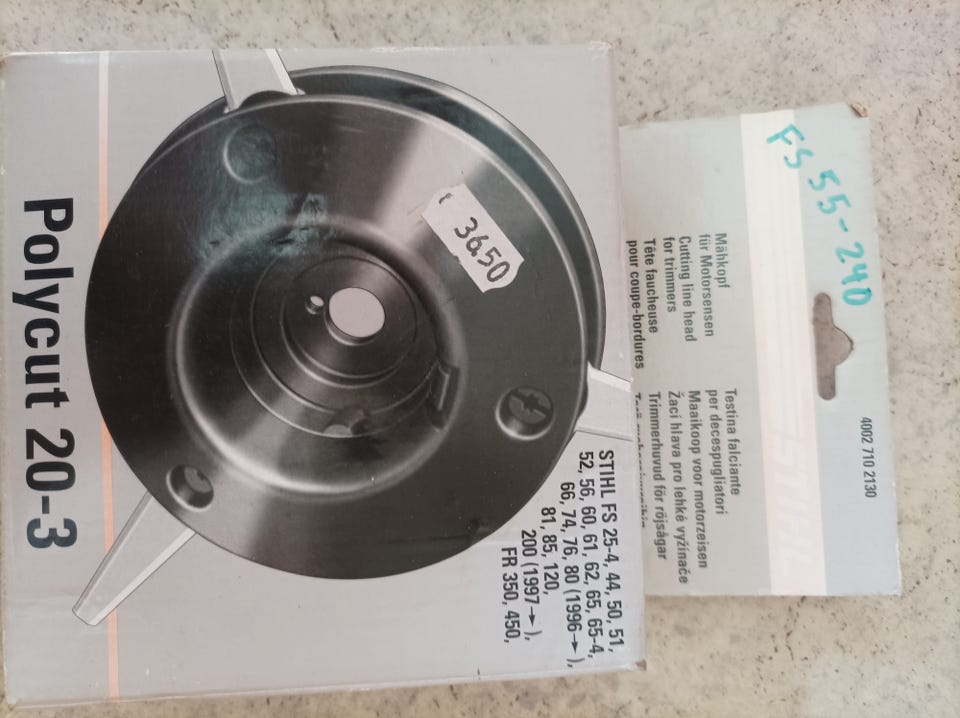 FS 55-240
4002 710 2130
STIHL
Mähkopf
für Motorsensen
Cutting line head
for trimmers
Tête faucheuse
pour coupe-bordures
Testina falciante
per decespugliatori
Maaikoop voor motorzeisen
Žací hlava pro lehké vyžínače
Trimmerhuvud för röjsågar
STIHL FS 25-4, 44, 50, 51,
52, 56, 60, 61, 62, 65, 65-4,
66, 74, 76, 80 (1996→ ),
81, 85, 120,
200 (1997→ ),
FR 350, 450,
36,50
Polycut 20-3